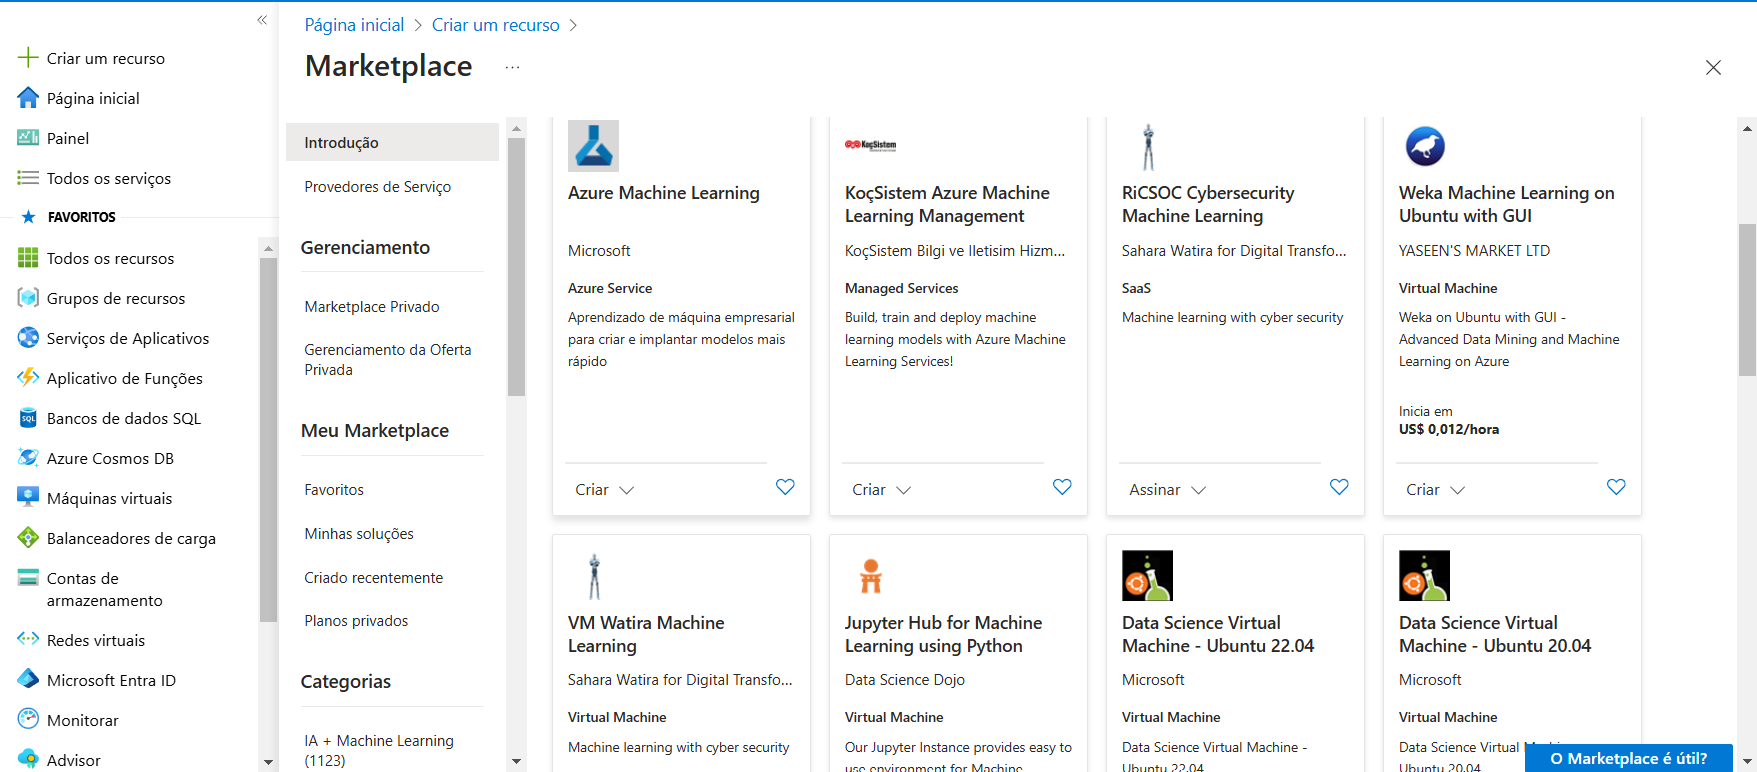 Criar um recurso
Página inicial
Painel
Todos os serviços
FAVORITOS
Todos os recursos
Grupos de recursos
Serviços de Aplicativos
Aplicativo de Funções
Bancos de dados SQL
Azure Cosmos DB
Máquinas virtuais
Balanceadores de carga
Contas de
armazenamento
Redes virtuais
Microsoft Entra ID
Monitorar
Advisor
Página inicial > Criar um recurso >
Marketplace ...
Introdução
Provedores de Serviço
Gerenciamento
Marketplace Privado
Gerenciamento da Oferta
Privada
Meu Marketplace
Favoritos
Minhas soluções
Criado recentemente
Planos privados
Categorias
IA + Machine Learning
(1123)
Azure Machine Learning
Microsoft
Azure Service
Aprendizado de máquina empresarial
para criar e implantar modelos mais
rápido
Criar
KoçSistem
KoçSistem Azure Machine
Learning Management
KoçSistem Bilgi ve Iletisim Hizm...
Managed Services
Build, train and deploy machine
learning models with Azure Machine
Learning Services!
Criar
RiCSOC Cybersecurity
Machine Learning
Sahara Watira for Digital Transfo...
SaaS
Machine learning with cyber security
Assinar
Weka Machine Learning on
Ubuntu with GUI
YASEEN'S MARKET LTD
Virtual Machine
Weka on Ubuntu with GUI -
Advanced Data Mining and Machine
Learning on Azure
Inicia em
US$ 0,012/hora
Criar
VM Watira Machine
Learning
Sahara Watira for Digital Transfo...
Virtual Machine
Machine learning with cyber security
Jupyter Hub for Machine
Learning using Python
Data Science Dojo
Virtual Machine
Our Jupyter Instance provides easy to
use environment for Machine
Data Science Virtual
Machine - Ubuntu 22.04
Microsoft
Virtual Machine
Data Science Virtual Machine -
Ubuntu 22.04
Data Science Virtual
Machine - Ubuntu 20.04
Microsoft
Virtual Machine
Data Science Virtual
Ubuntu 20.04
O Marketplace é útil?